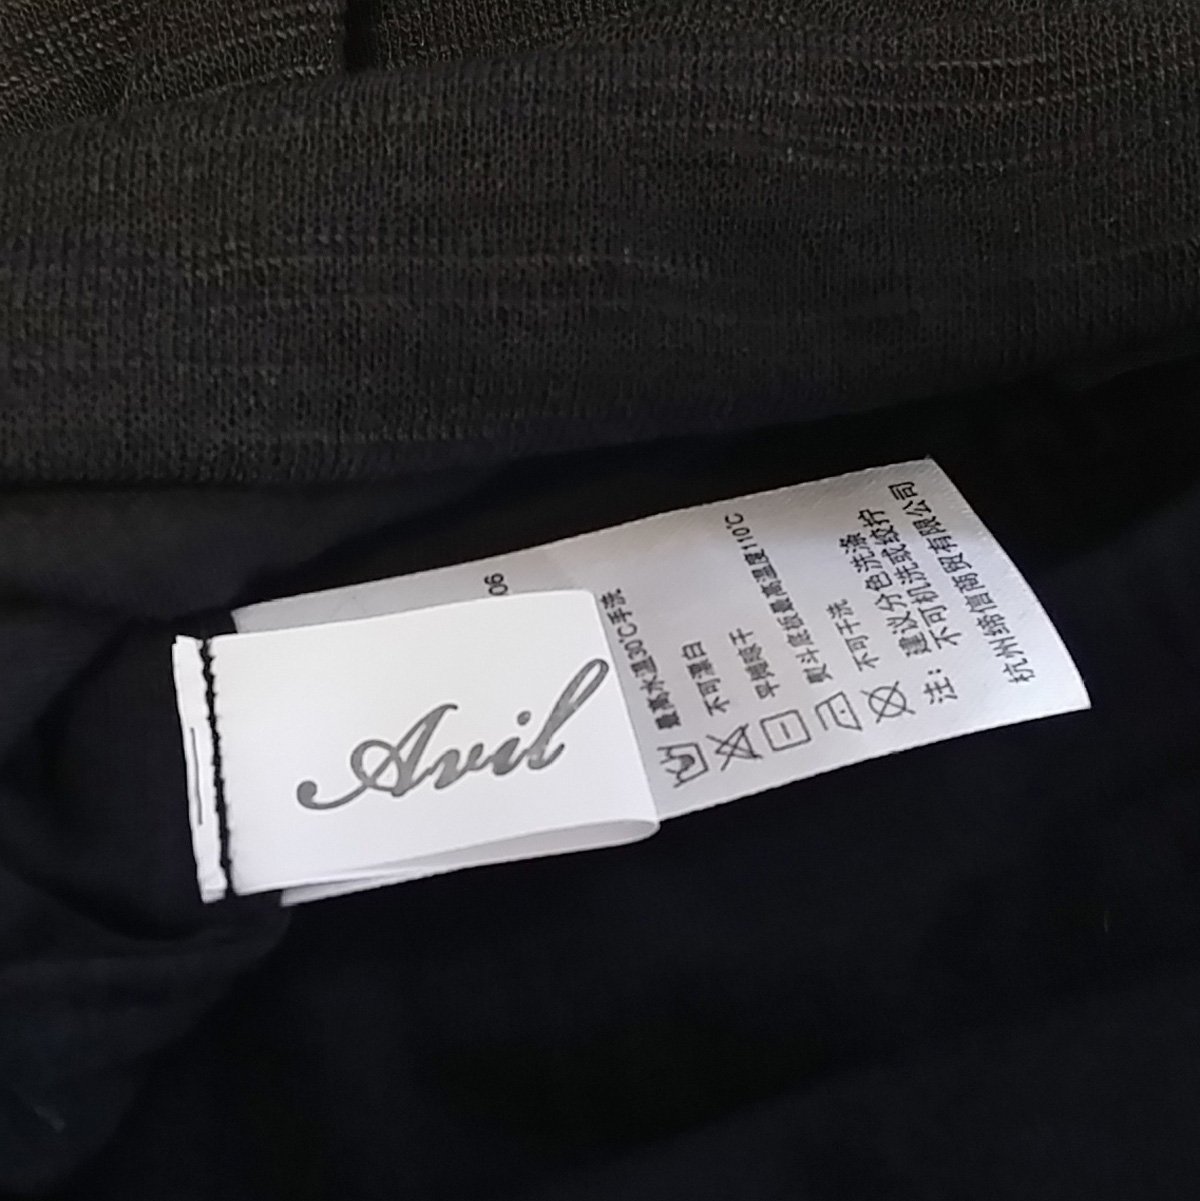 Avil
06
最高水温30℃手洗
不可漂白
平摊晾干
熨斗底板最高温度110℃
不可干洗
建议分色洗涤
注：不可机洗或绞拧
杭州缔信商贸有限公司